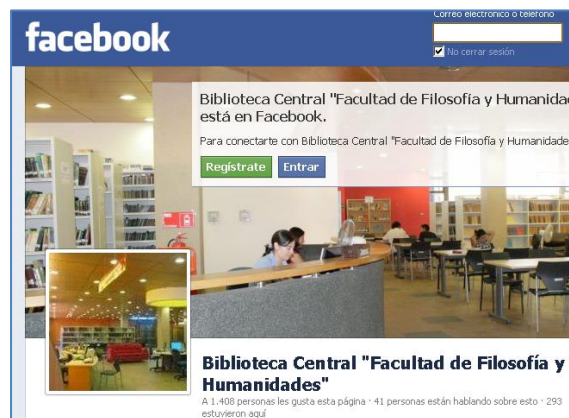 Correo electrónico o teléfono
facebook
No cerrar sesión
Biblioteca Central "Facultad de Filosofía y Humanida
está en Facebook.
Para conectarte con Biblioteca Central "Facultad de Filosofía y Humanidade
Regístrate Entrar
Biblioteca Central "Facultad de Filosofía y
Humanidades"
A 1.408 personas les gusta esta página · 41 personas están hablando sobre esto · 293
estuvieron aquí